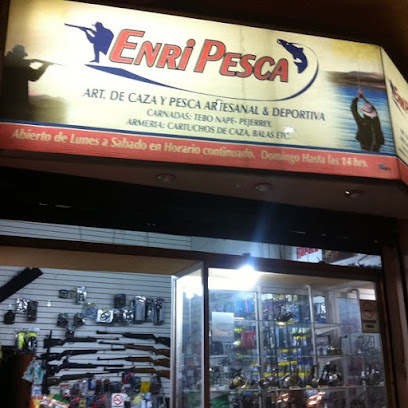 ENRI PESCA
ART. DE CAZA Y PESCA ARTESANAL & DEPORTIVA
CARNADAS: TEBO NAPE- PEJERREY
ARMERIA: CARTUCHOS DE CAZA, BALAS ETC.
Abierto de Lunes a Sabado en Horario continuado. Domingo Hasta las 14 hrs.